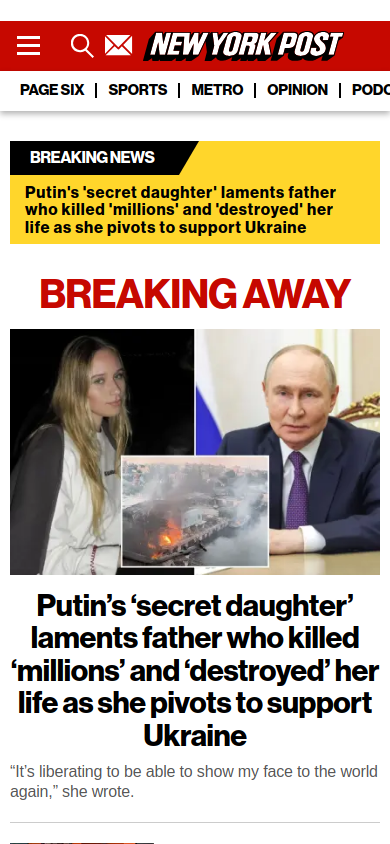 NEW YORK POST
PAGE SIX | SPORTS | METRO | OPINION | PODC
BREAKING NEWS
Putin's 'secret daughter' laments father
who killed 'millions' and 'destroyed' her
life as she pivots to support Ukraine
BREAKING AWAY
Putin’s ‘secret daughter’
laments father who killed
‘millions’ and ‘destroyed’ her
life as she pivots to support
Ukraine
“It’s liberating to be able to show my face to the world
again,” she wrote.